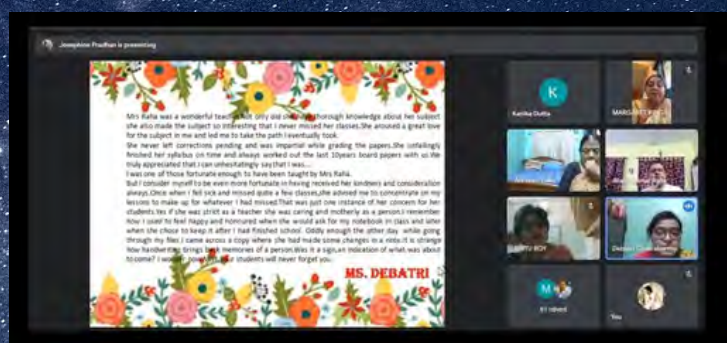 Josephine Pradhan is presenting
Mrs Raha was a wonderful teacher.Not only did she have thorough knowledge about her subject
she also made the subject so interesting that I never missed her classes.She aroused a great love
for the subject in me and led me to take the path I eventually took.
She never left corrections pending and was impartial while grading the papers.She unfailingly
finished her syllabus on time and always worked out the last 10years board papers with us.We
truly appreciated that.I can unhesitatingly say that I was...
I was one of those fortunate enough to have been taught by Mrs Raha.
But I consider myself to be even more fortunate in having received her kindness and consideration
always.Once when I fell sick and missed quite a few classes,she advised me to concentrate on my
lessons to make up for whatever I had missed.That was just one instance of her concern for her
students.Yes if she was strict as a teacher she was caring and motherly as a person.I remember
how I used to feel happy and honoured when she would ask for my notebook in class and later
when she chose to keep it after I had finished school. Oddly enough the other day while going
through my files I came across a copy where she had made some changes in a note.It is strange
how handwriting brings back memories of a person.Was it a sign,an indication of what was about
to come? I wonder now. students will never forget you.
MS. DEBATRI
K
Kanika Dutta
ROY
M
61 others
You